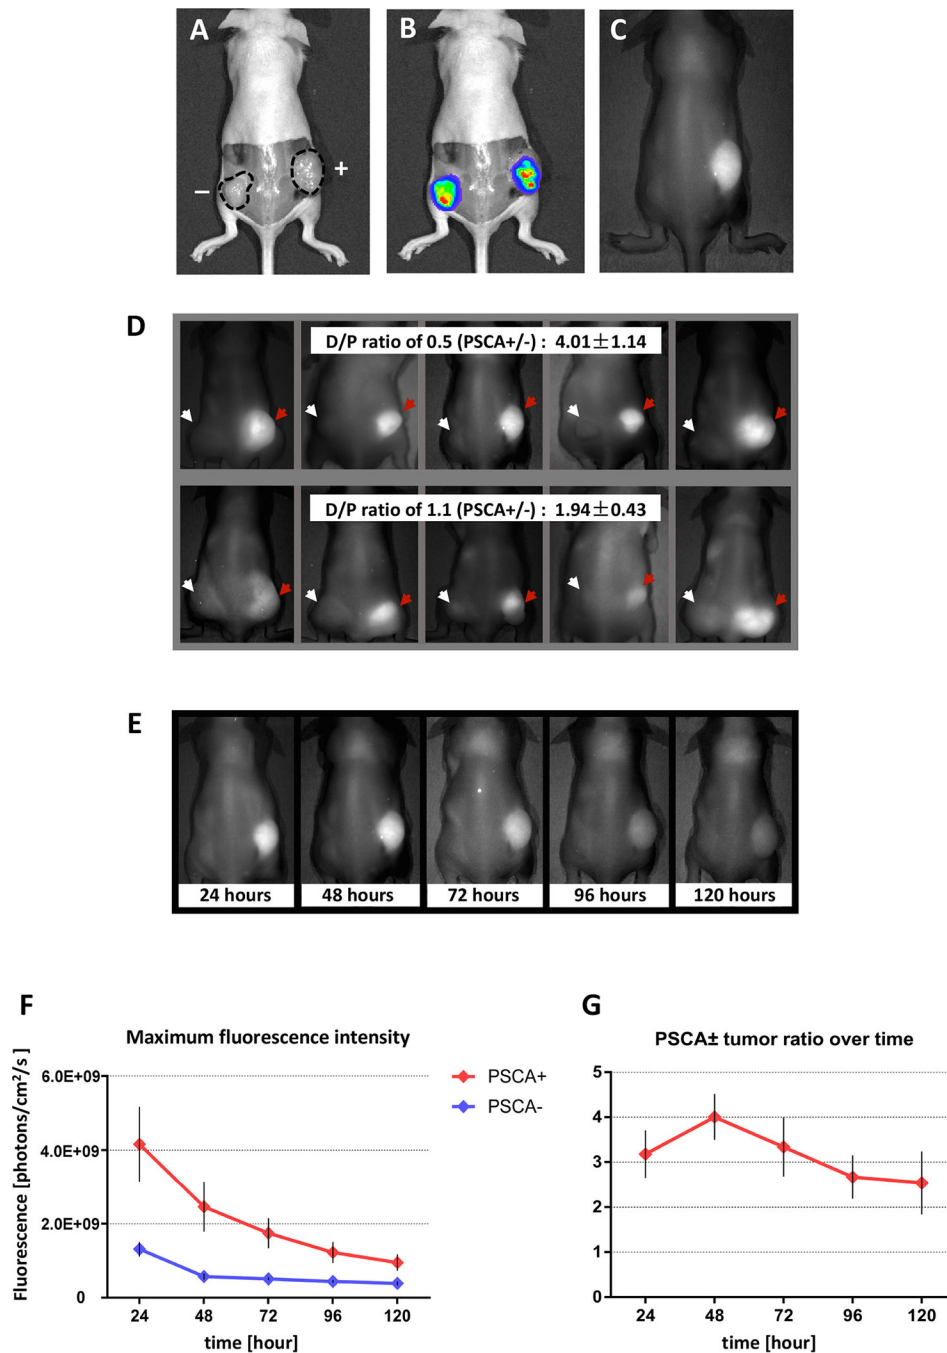 A
B
C
–
+
D
D/P ratio of 0.5 (PSCA+/-) : 4.01±1.14
D/P ratio of 1.1 (PSCA+/-) : 1.94±0.43
E
24 hours
48 hours
72 hours
96 hours
120 hours
F
Maximum fluorescence intensity
Fluorescence [photons/cm²/s ]
6.0E+09
4.0E+09
2.0E+09
0
24 48 72 96 120
time [hour]
PSCA+
PSCA-
G
PSCA± tumor ratio over time
5
4
3
2
1
0
24 48 72 96 120
time [hour]